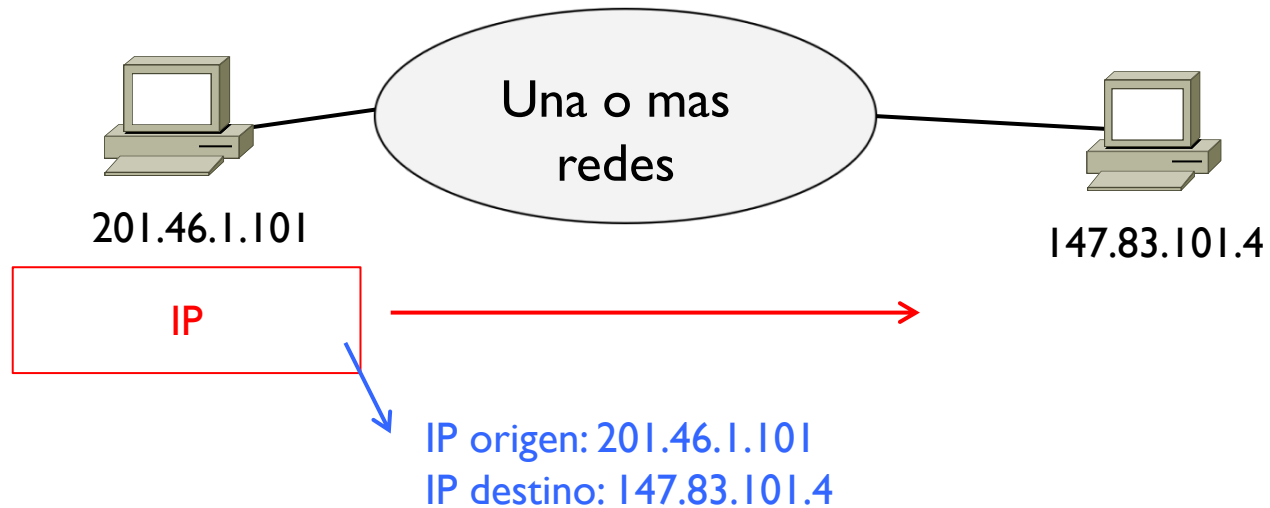 Una o mas
redes
201.46.1.101
147.83.101.4
IP
IP origen: 201.46.1.101
IP destino: 147.83.101.4